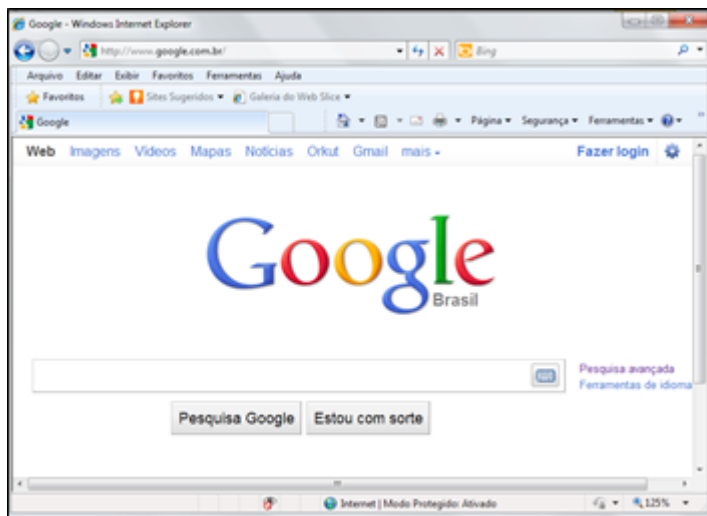 Google - Windows Internet Explorer
http://www.google.com.br/
Bing
Arquivo Editar Exibir Favoritos Ferramentas Ajuda
Favoritos Sites Sugeridos Galeria do Web Slice
Google Página Segurança Ferramentas
Web Imagens Vídeos Mapas Notícias Orkut Gmail mais Fazer login
Google
Brasil
Pesquisa avançada
Ferramentas de idioma
Pesquisa Google Estou com sorte
Internet | Modo Protegido: Ativado 125%